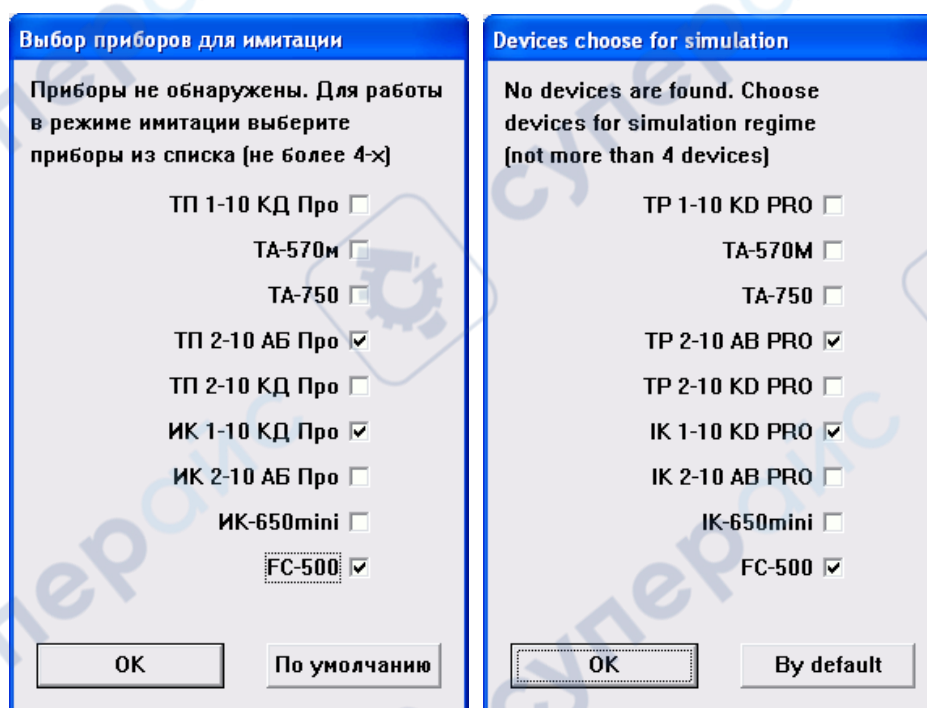 Выбор приборов для имитации
Приборы не обнаружены. Для работы
в режиме имитации выберите
приборы из списка (не более 4-х)
ТП 1-10 КД Про
ТА-570м
ТА-750
ТП 2-10 АБ Про
ТП 2-10 КД Про
ИК 1-10 КД Про
ИК 2-10 АБ Про
ИК-650mini
FC-500
OK
По умолчанию
Devices choose for simulation
No devices are found. Choose
devices for simulation regime
(not more than 4 devices)
TP 1-10 KD PRO
TA-570M
TA-750
TP 2-10 AB PRO
TP 2-10 KD PRO
IK 1-10 KD PRO
IK 2-10 AB PRO
IK-650mini
FC-500
OK
By default
суперайс